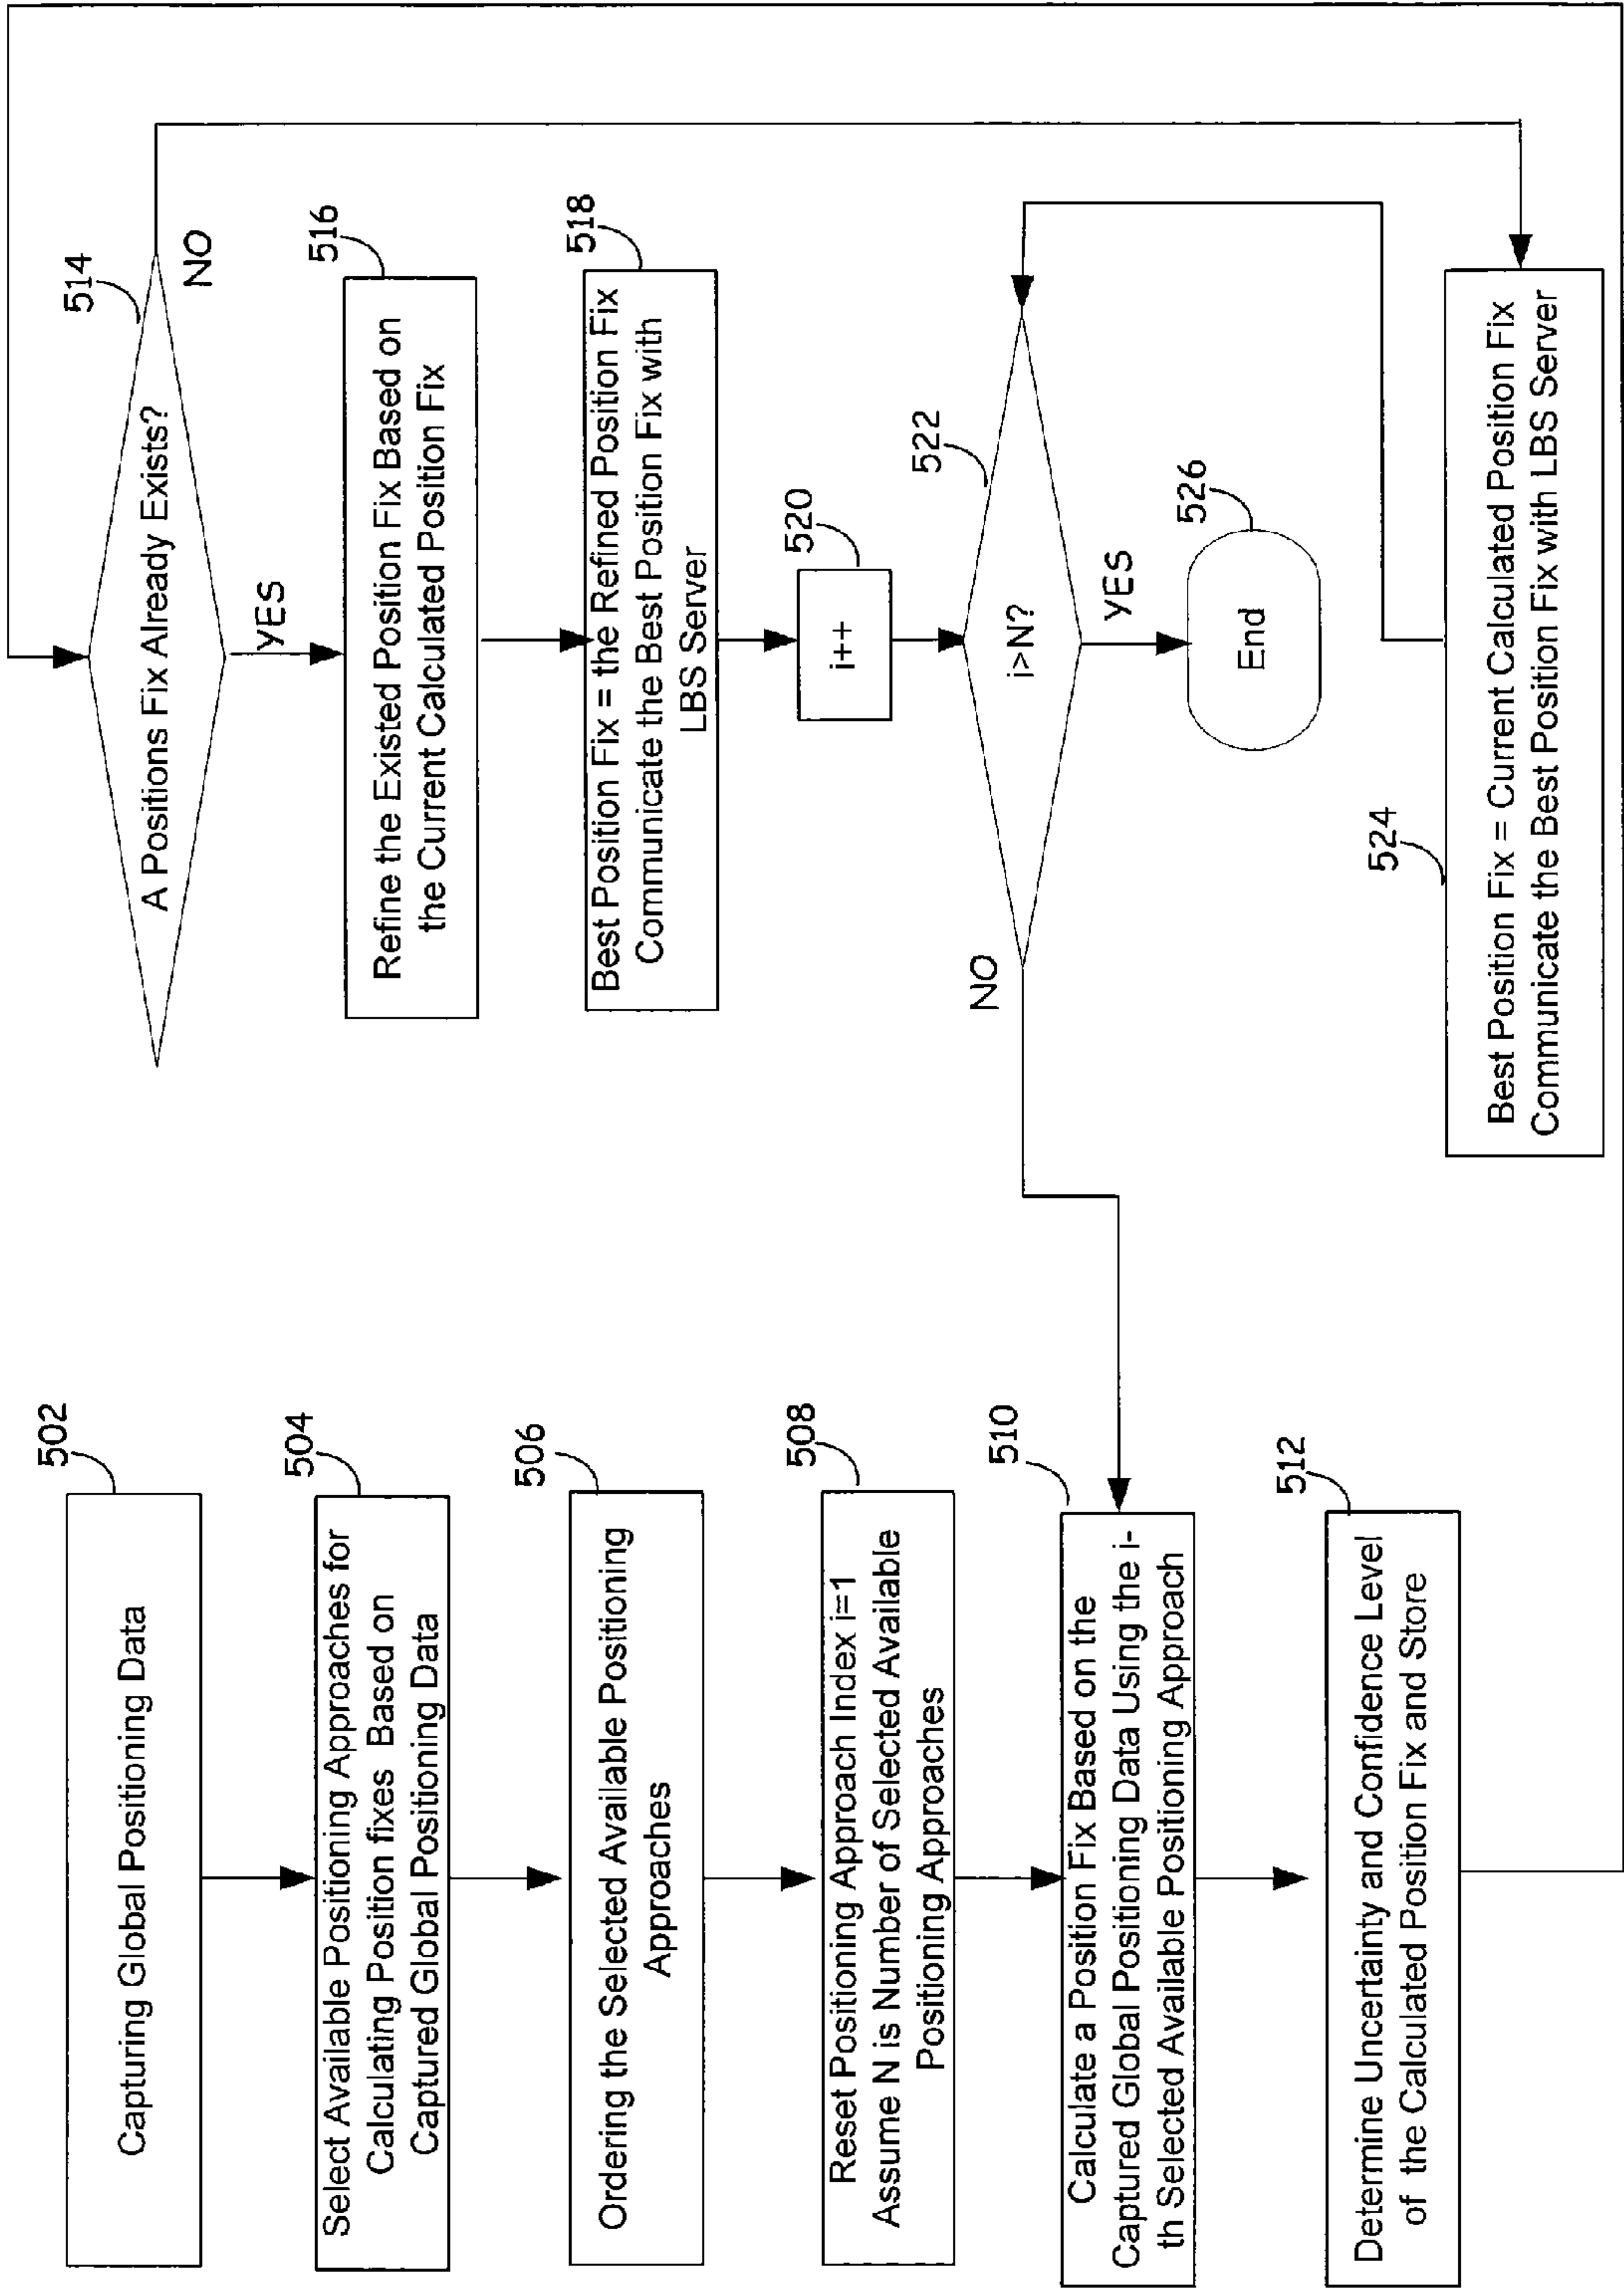 502
Capturing Global Positioning Data
504
Select Available Positioning Approaches for
Calculating Position fixes Based on
Captured Global Positioning Data
506
Ordering the Selected Available Positioning
Approaches
508
Reset Positioning Approach Index i=1
Assume N is Number of Selected Available
Positioning Approaches
510
Calculate a Position Fix Based on the
Captured Global Positioning Data Using the i-
th Selected Available Positioning Approach
512
Determine Uncertainty and Confidence Level
of the Calculated Position Fix and Store
514
A Positions Fix Already Exists?
NO
YES
516
Refine the Existed Position Fix Based on
the Current Calculated Position Fix
518
Best Position Fix = the Refined Position Fix
Communicate the Best Position Fix with
LBS Server
520
i++
522
i>N?
NO
YES
526
End
524
Best Position Fix = Current Calculated Position Fix
Communicate the Best Position Fix with LBS Server